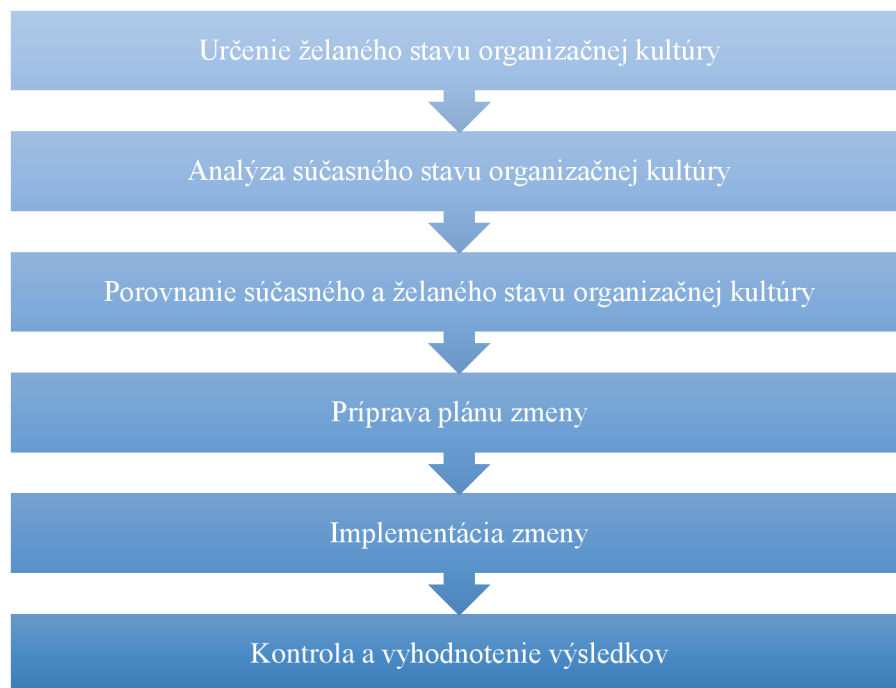 Určenie želaného stavu organizačnej kultúry
Analýza súčasného stavu organizačnej kultúry
Porovnanie súčasného a želaného stavu organizačnej kultúry
Príprava plánu zmeny
Implementácia zmeny
Kontrola a vyhodnotenie výsledkov